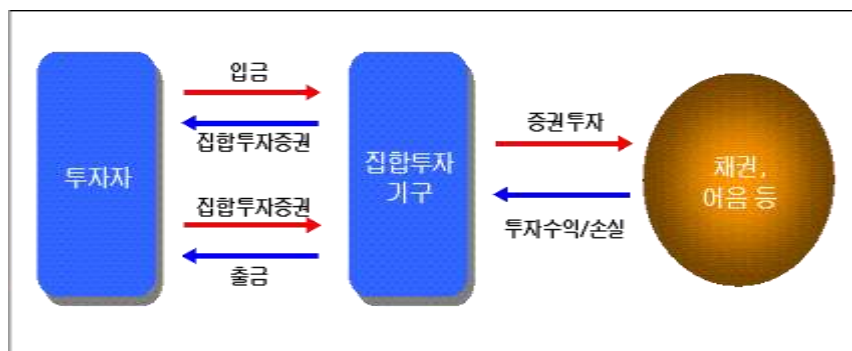 입금
집합투자증권
투자자
집합투자증권
출금
집합투자
기구
증권투자
투자수익/손실
채권,
어음 등